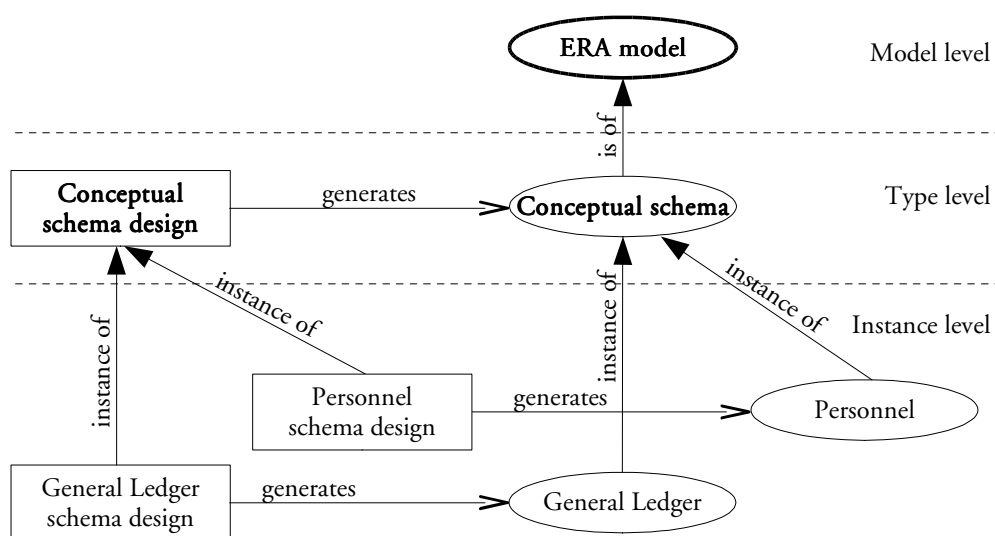 ERA model
Model level
is of
Conceptual
schema design
generates
Conceptual schema
Type level
instance of
instance of
instance of
instance of
Instance level
Personnel
schema design
generates
Personnel
General Ledger
schema design
generates
General Ledger